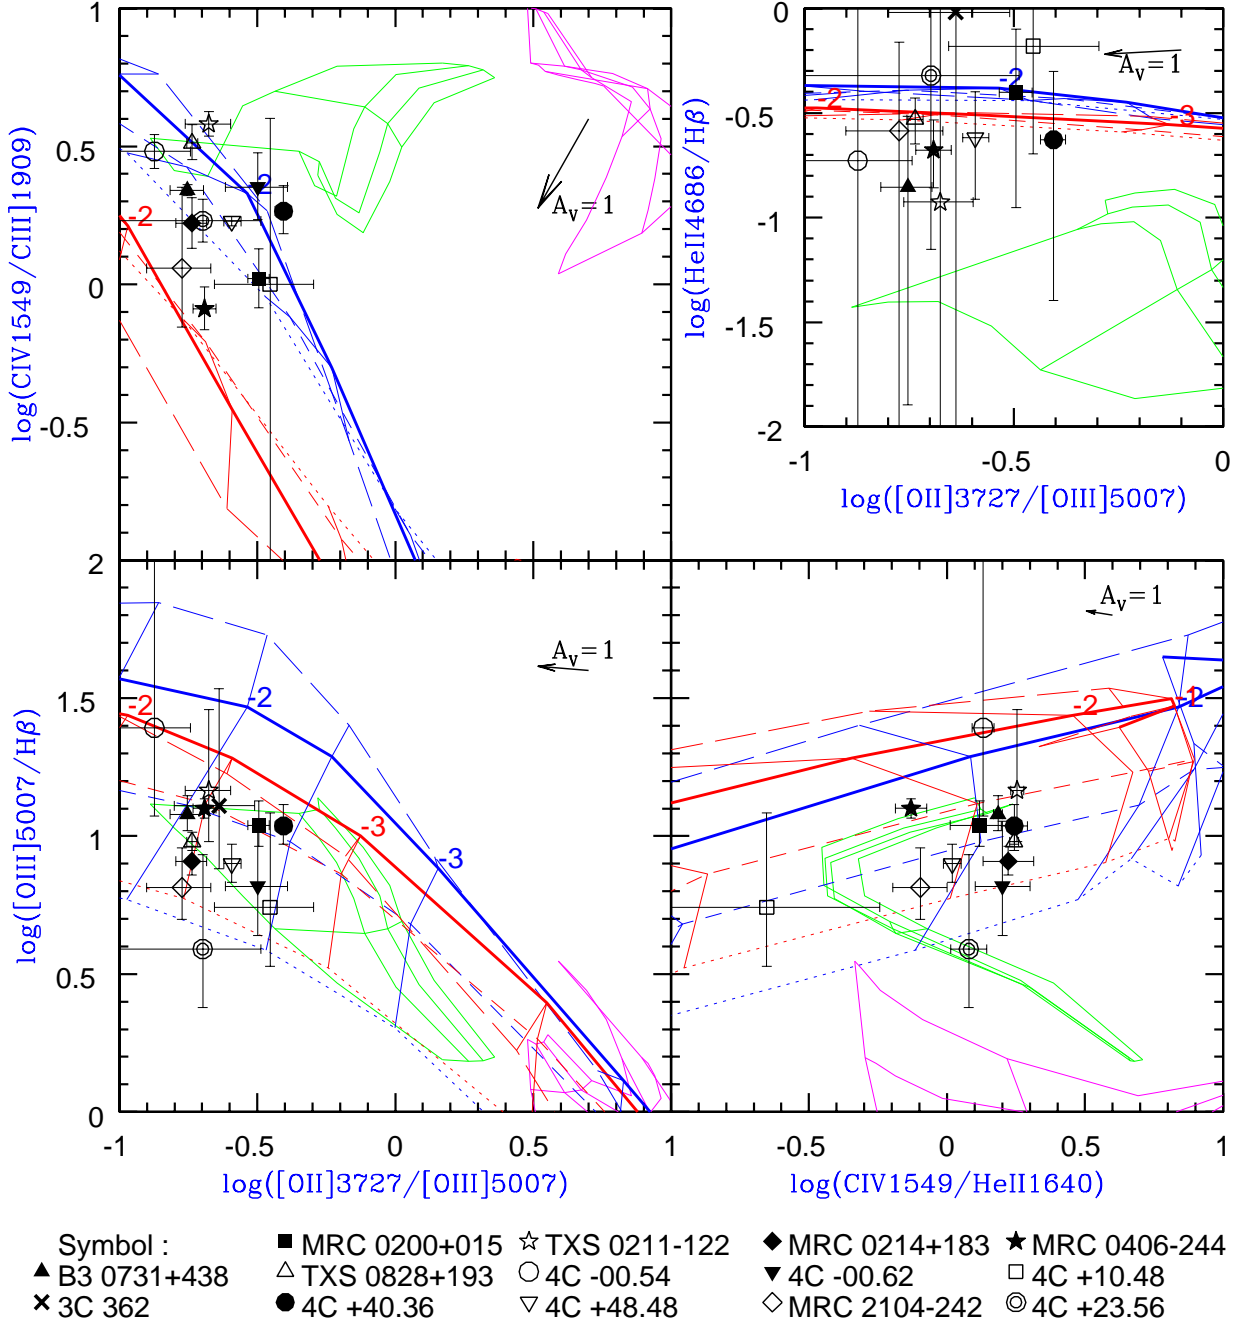 1
0.5
0
-0.5
log(CIV1549/CIII]1909)
-2
-2
A_V=1
0
-0.5
-1
-1.5
-2
log(HeII4686/Hβ)
-2
-2
-3
A_V=1
-1
-0.5
0
log([OII]3727/[OIII]5007)
2
1.5
1
0.5
0
log([OIII]5007/Hβ)
-2
-2
-3
-3
A_V=1
-1
-0.5
0
0.5
1
log([OII]3727/[OIII]5007)
-2
-1
A_V=1
-0.5
0
0.5
1
log(CIV1549/HeII1640)
Symbol : MRC 0200+015 TXS 0211-122 MRC 0214+183 MRC 0406-244
B3 0731+438 TXS 0828+193 4C -00.54 4C -00.62 4C +10.48
3C 362 4C +40.36 4C +48.48 MRC 2104-242 4C +23.56